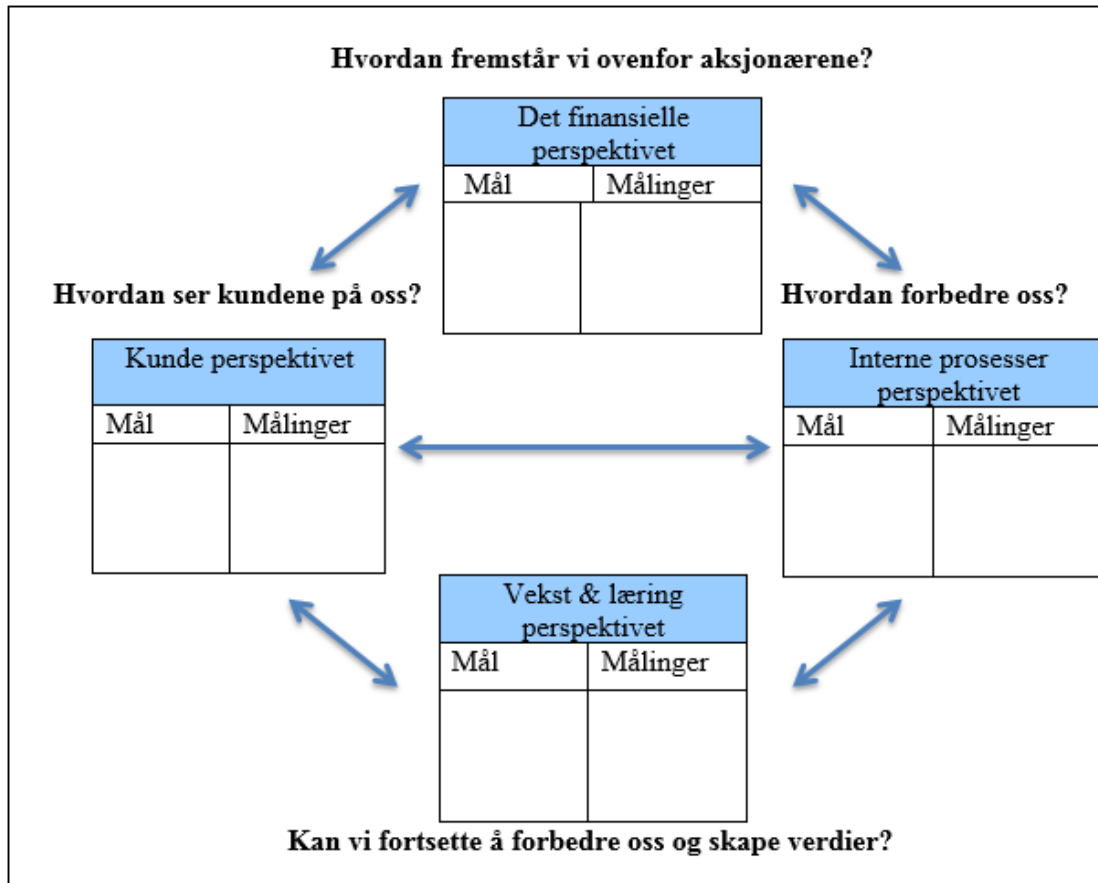 Hvordan fremstår vi ovenfor aksjonærene?
Det finansielle
perspektivet
Mål Målinger
Hvordan ser kundene på oss?
Hvordan forbedre oss?
Kunde perspektivet
Mål Målinger
Interne prosesser
perspektivet
Mål Målinger
Vekst & læring
perspektivet
Mål Målinger
Kan vi fortsette å forbedre oss og skape verdier?